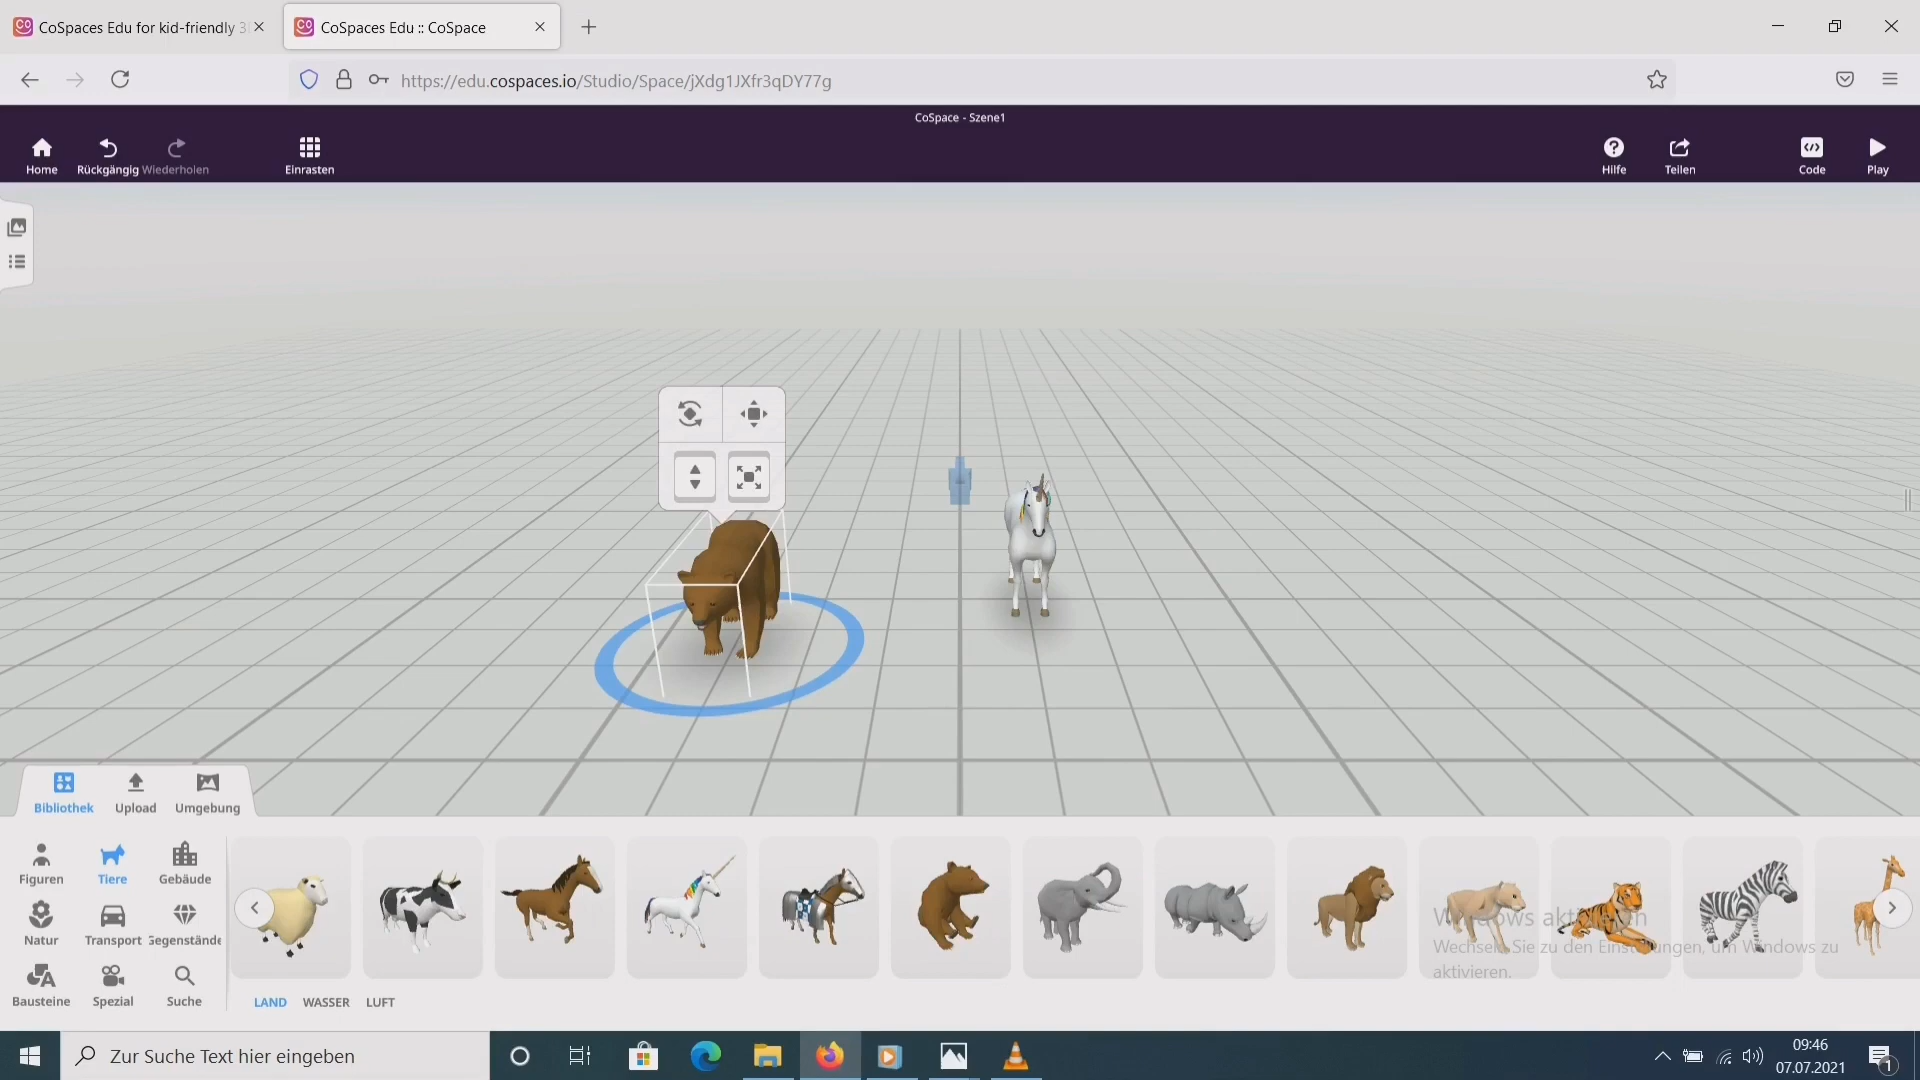 CoSpaces Edu for kid-friendly 3
CoSpaces Edu :: CoSpace
https://edu.cospaces.io/Studio/Space/jXdg1JXfr3qDY77g
CoSpace - Szene1
Home
Rückgängig
Wiederholen
Einrasten
Hilfe
Teilen
Code
Play
Bibliothek
Upload
Umgebung
Figuren
Tiere
Gebäude
Natur
Transport
Gegenstände
Bausteine
Spezial
Suche
LAND
WASSER
LUFT
Windows aktivieren
Wechseln Sie zu den Einstellungen, um Windows zu
aktivieren.
Zur Suche Text hier eingeben
09:46
07.07.2021
1